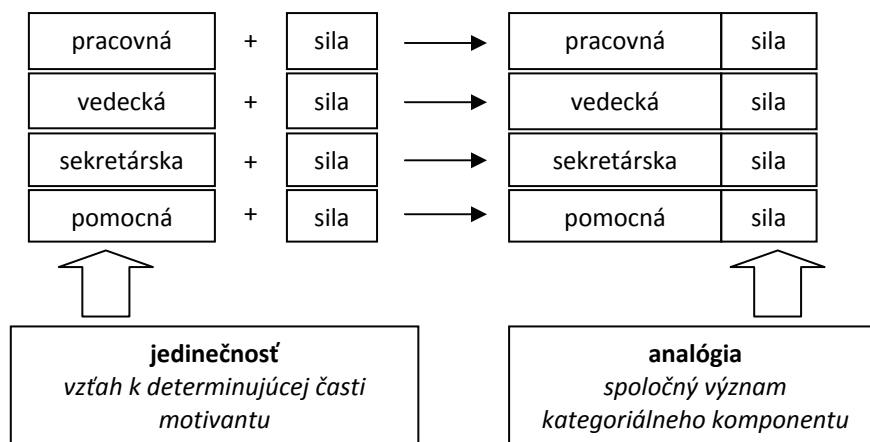 pracovná + sila pracovná sila
vedecká + sila vedecká sila
sekretárska + sila sekretárska sila
pomocná + sila pomocná sila
jedinečnosť
vzťah k determinujúcej časti
motivantu
analógia
spoločný význam
kategoriálneho komponentu